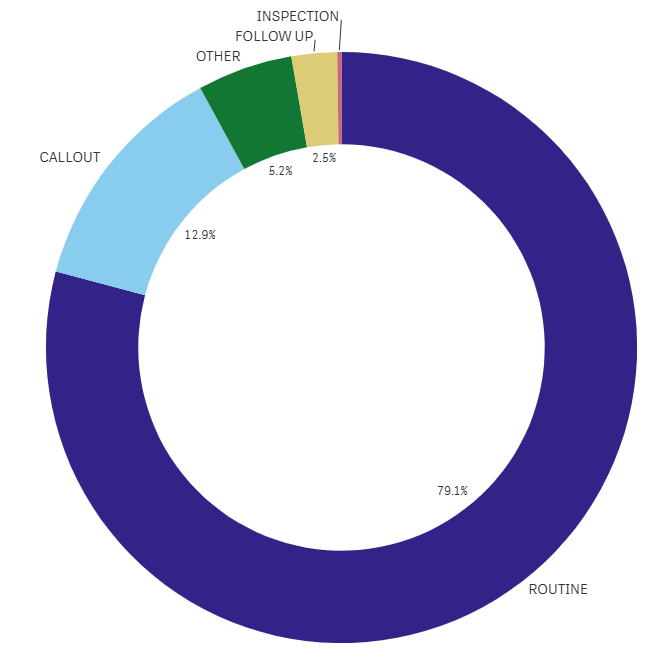 INSPECTION
FOLLOW UP
OTHER
CALLOUT
5.2%
2.5%
12.9%
79.1%
ROUTINE